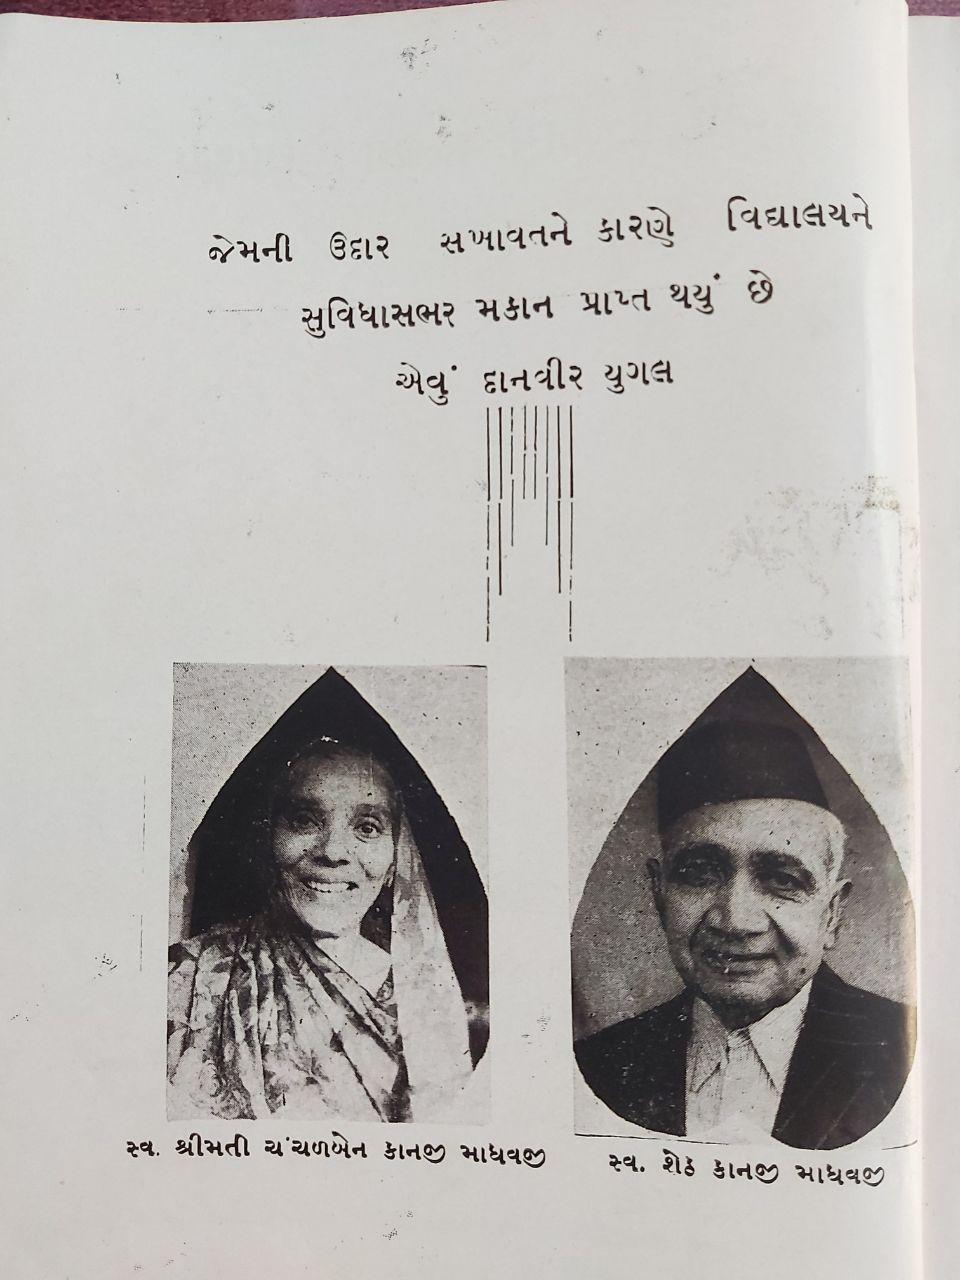 જેમની ઉદાર સખાવતને કારણે વિદ્યાલયને
સુવિધાસભર મકાન પ્રાપ્ત થયું છે
એવું દાનવીર યુગલ
સ્વ. શ્રીમતી ચંચળબેન કાનજી માધવજી
સ્વ. શેઠ કાનજી માધવજી